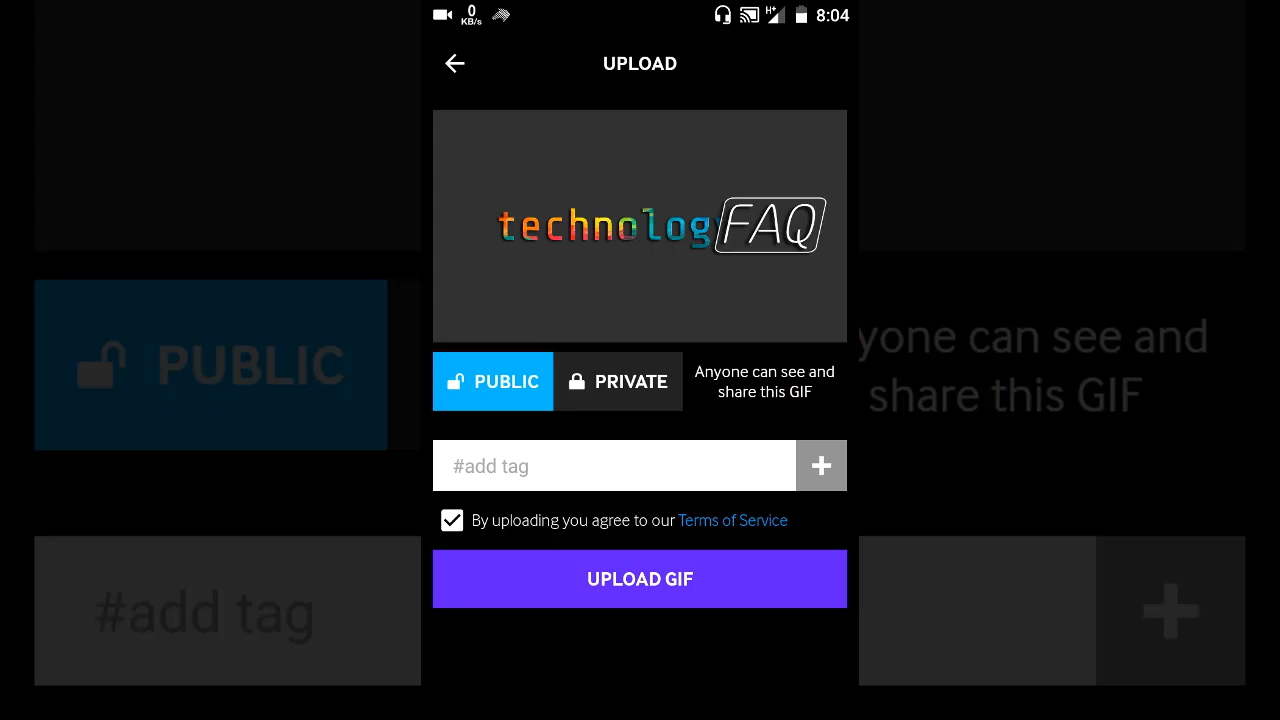 0
KB/s
H+
8:04
UPLOAD
technology FAQ
PUBLIC
PRIVATE
Anyone can see and
share this GIF
#add tag
By uploading you agree to our Terms of Service
UPLOAD GIF
PUBLIC
yone can see and
share this GIF
#add tag